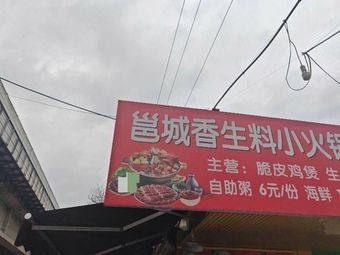 邕城香生料小火锅
主营：脆皮鸡煲 生
自助粥 6元/份 海鲜